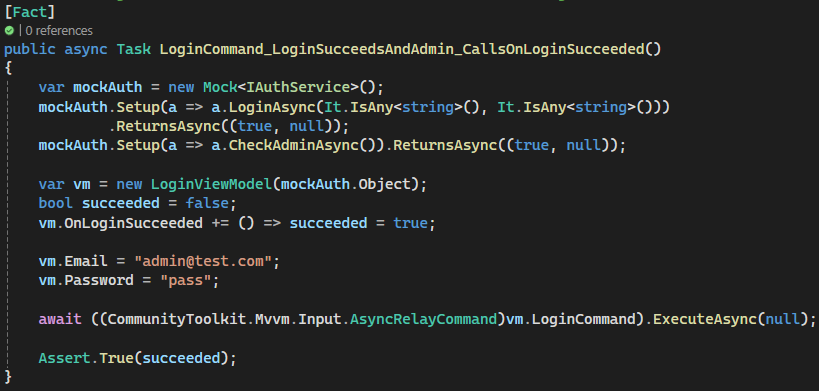 [Fact]
| 0 references
public async Task LoginCommand_LoginSucceedsAndAdmin_CallsOnLoginSucceeded()
{
    var mockAuth = new Mock<IAuthService>();
    mockAuth.Setup(a => a.LoginAsync(It.IsAny<string>(), It.IsAny<string>()))
            .ReturnsAsync((true, null));
    mockAuth.Setup(a => a.CheckAdminAsync()).ReturnsAsync((true, null));

    var vm = new LoginViewModel(mockAuth.Object);
    bool succeeded = false;
    vm.OnLoginSucceeded += () => succeeded = true;

    vm.Email = "admin@test.com";
    vm.Password = "pass";

    await ((CommunityToolkit.Mvvm.Input.AsyncRelayCommand)vm.LoginCommand).ExecuteAsync(null);

    Assert.True(succeeded);
}